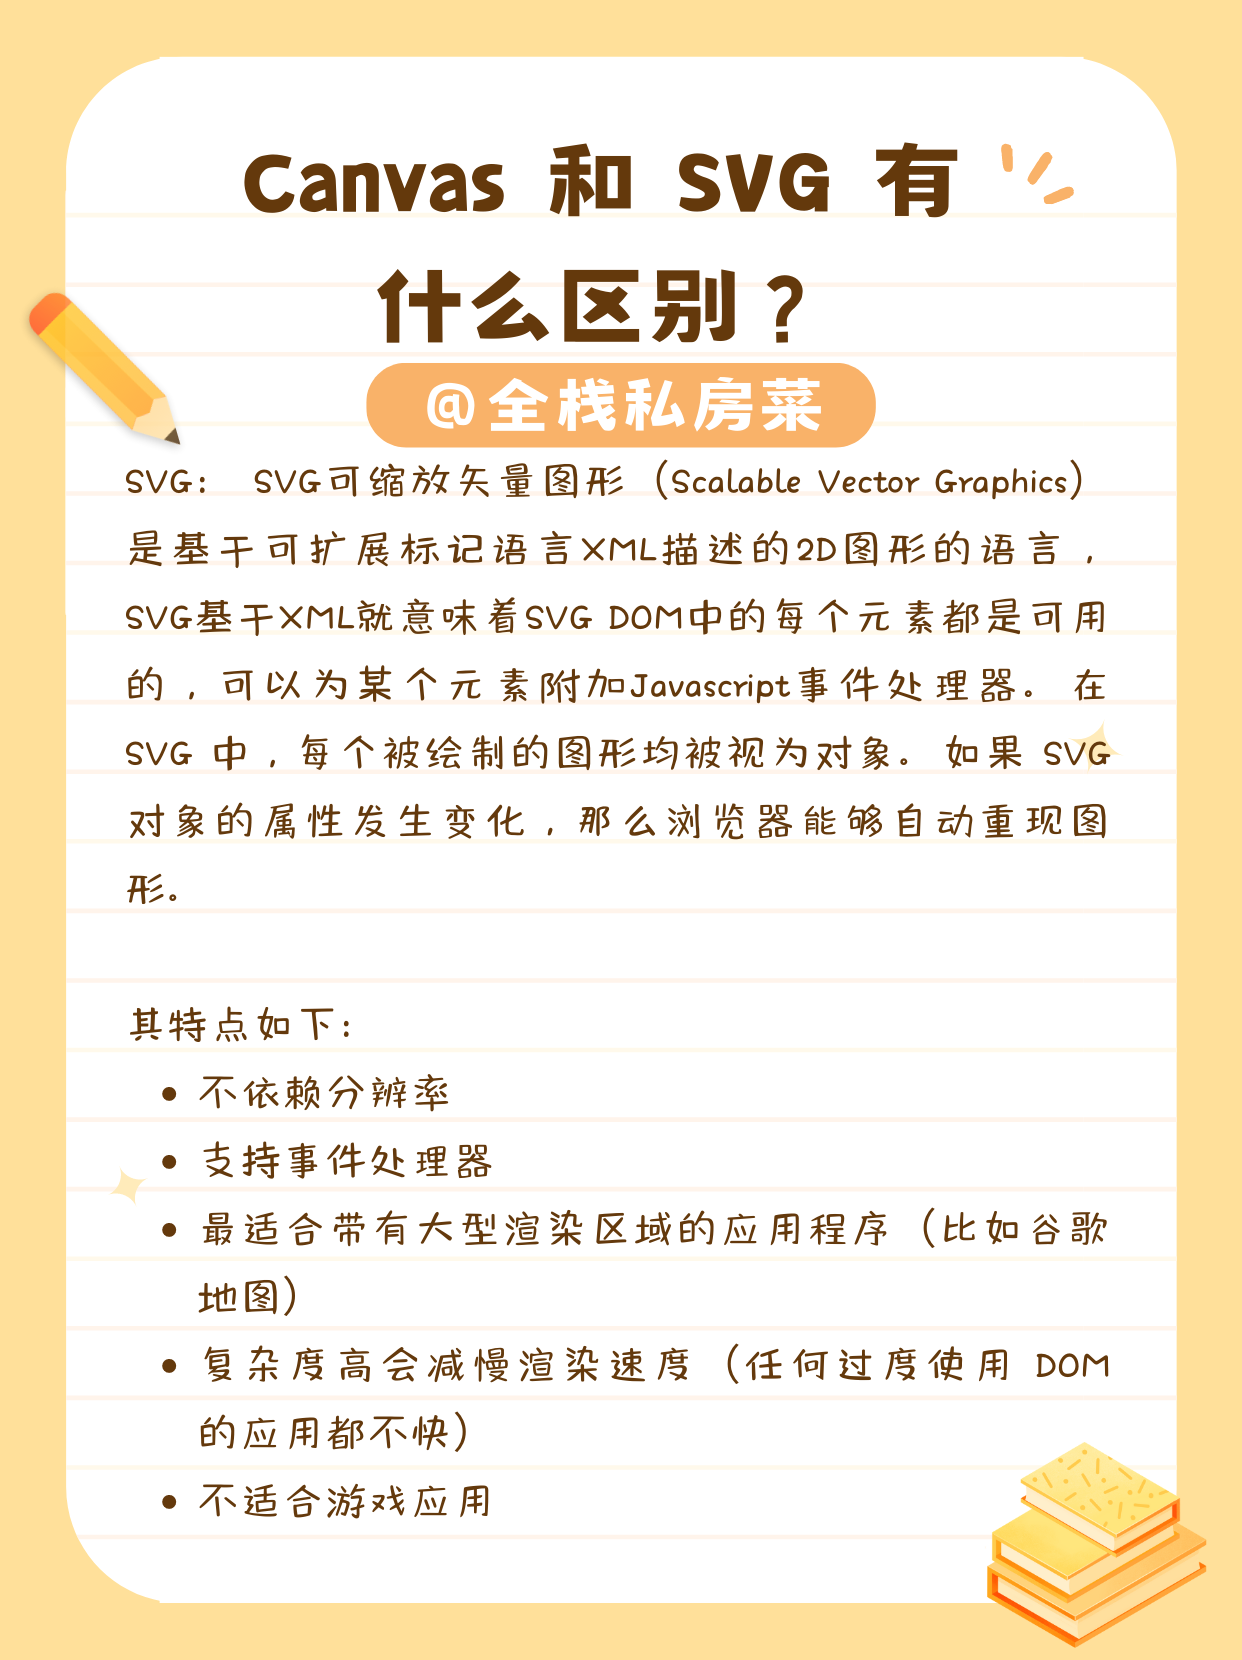 Canvas 和 SVG 有
什么区别？
@全栈私房菜
SVG： SVG可缩放矢量图形（Scalable Vector Graphics）
是基于可扩展标记语言XML描述的2D图形的语言，
SVG基于XML就意味着SVG DOM中的每个元素都是可用
的，可以为某个元素附加Javascript事件处理器。 在
SVG 中，每个被绘制的图形均被视为对象。 如果 SVG
对象的属性发生变化，那么浏览器能够自动重现图
形。
其特点如下：
• 不依赖分辨率
• 支持事件处理器
• 最适合带有大型渲染区域的应用程序（比如谷歌
地图）
• 复杂度高会减慢渲染速度（任何过度使用 DOM
的应用都不快）
• 不适合游戏应用